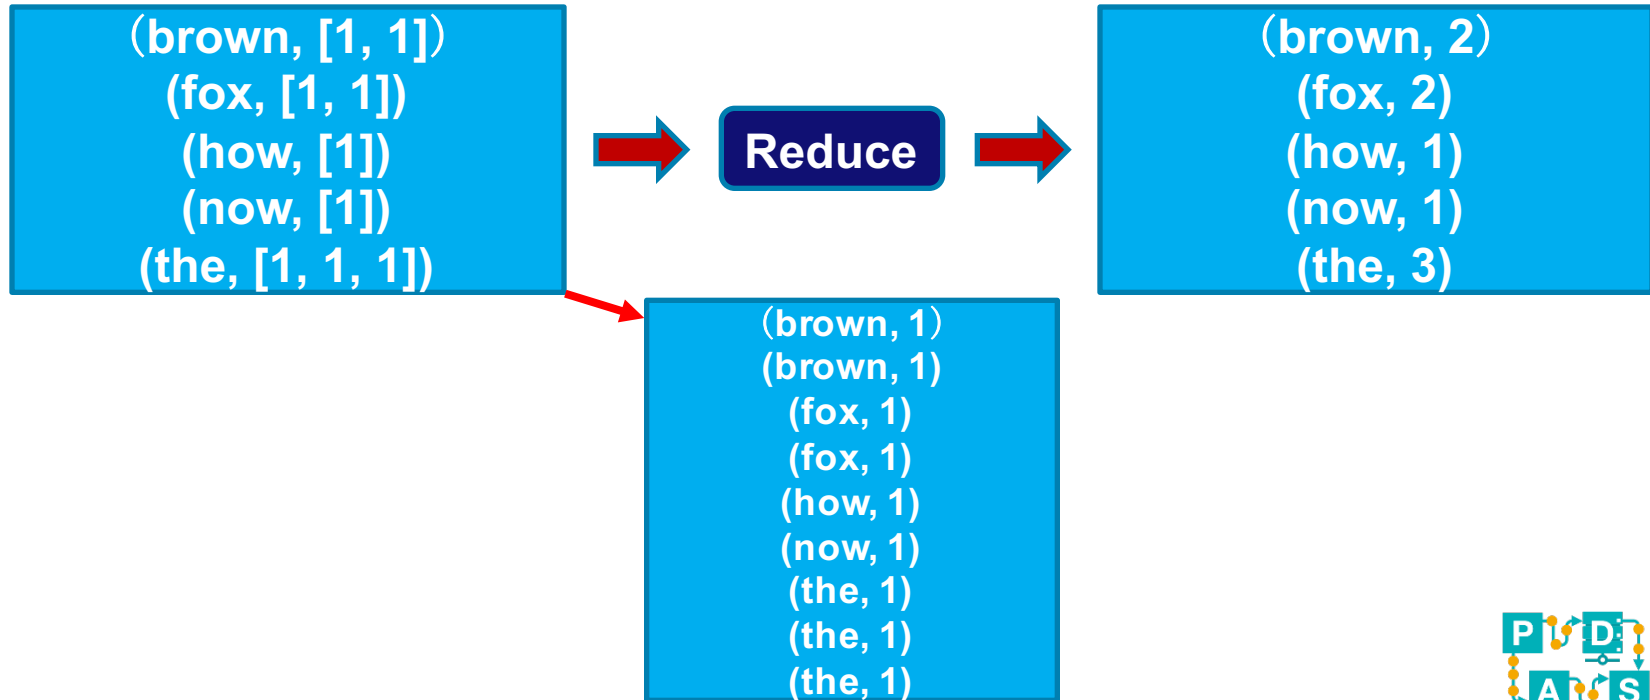 （brown, [1, 1]）
(fox, [1, 1])
(how, [1])
(now, [1])
(the, [1, 1, 1])
Reduce
（brown, 2）
(fox, 2)
(how, 1)
(now, 1)
(the, 3)
（brown, 1）
(brown, 1)
(fox, 1)
(fox, 1)
(how, 1)
(now, 1)
(the, 1)
(the, 1)
(the, 1)
P D
A S